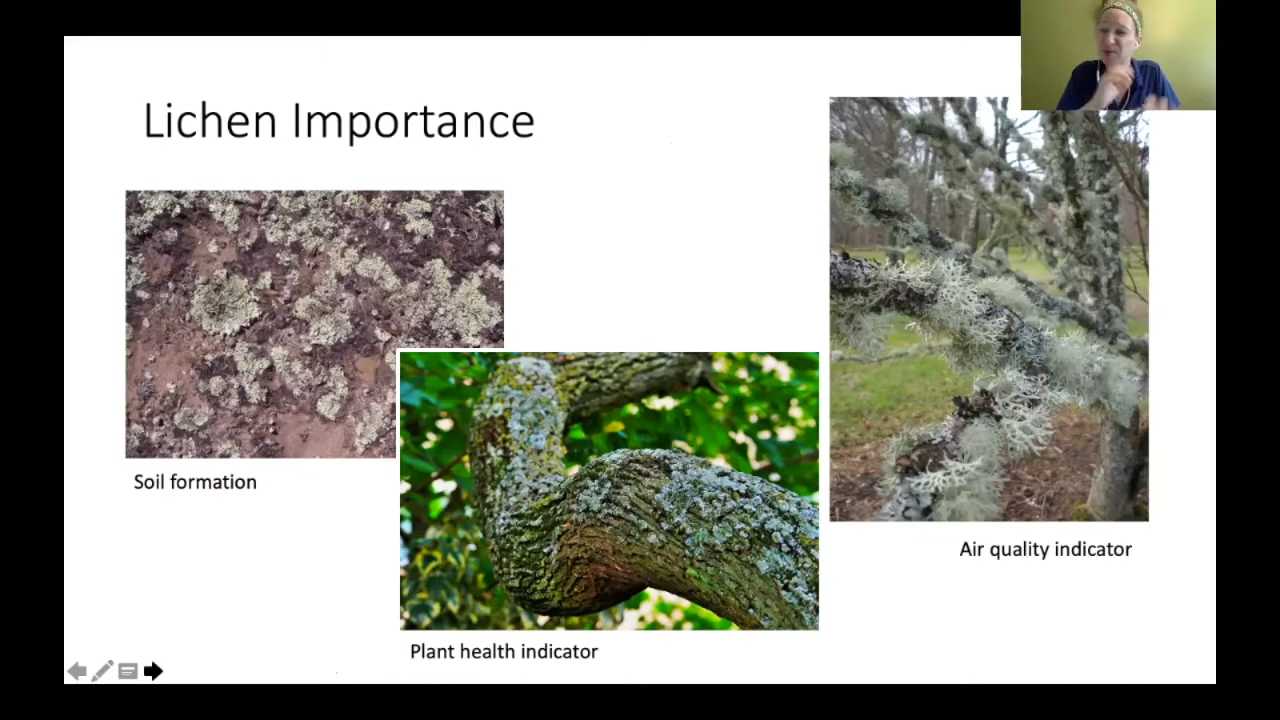 Lichen Importance
Soil formation
Air quality indicator
Plant health indicator